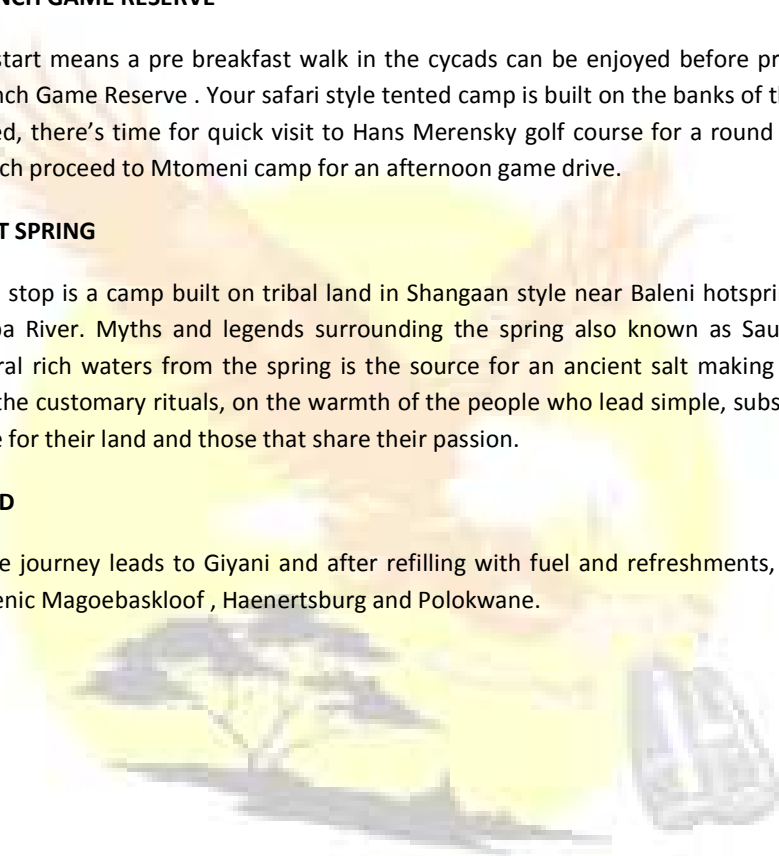 NCH GAME RESERVE
start means a pre breakfast walk in the cycads can be enjoyed before pr
nch Game Reserve . Your safari style tented camp is built on the banks of t
ed, there's time for quick visit to Hans Merensky golf course for a round
ch proceed to Mtomeni camp for an afternoon game drive.
T SPRING
stop is a camp built on tribal land in Shangaan style near Baleni hotspri
oa River. Myths and legends surrounding the spring also known as Sau
ral rich waters from the spring is the source for an ancient salt making
the customary rituals, on the warmth of the people who lead simple, subs
e for their land and those that share their passion.
D
e journey leads to Giyani and after refilling with fuel and refreshments,
enic Magoebaskloof , Haenertsburg and Polokwane.